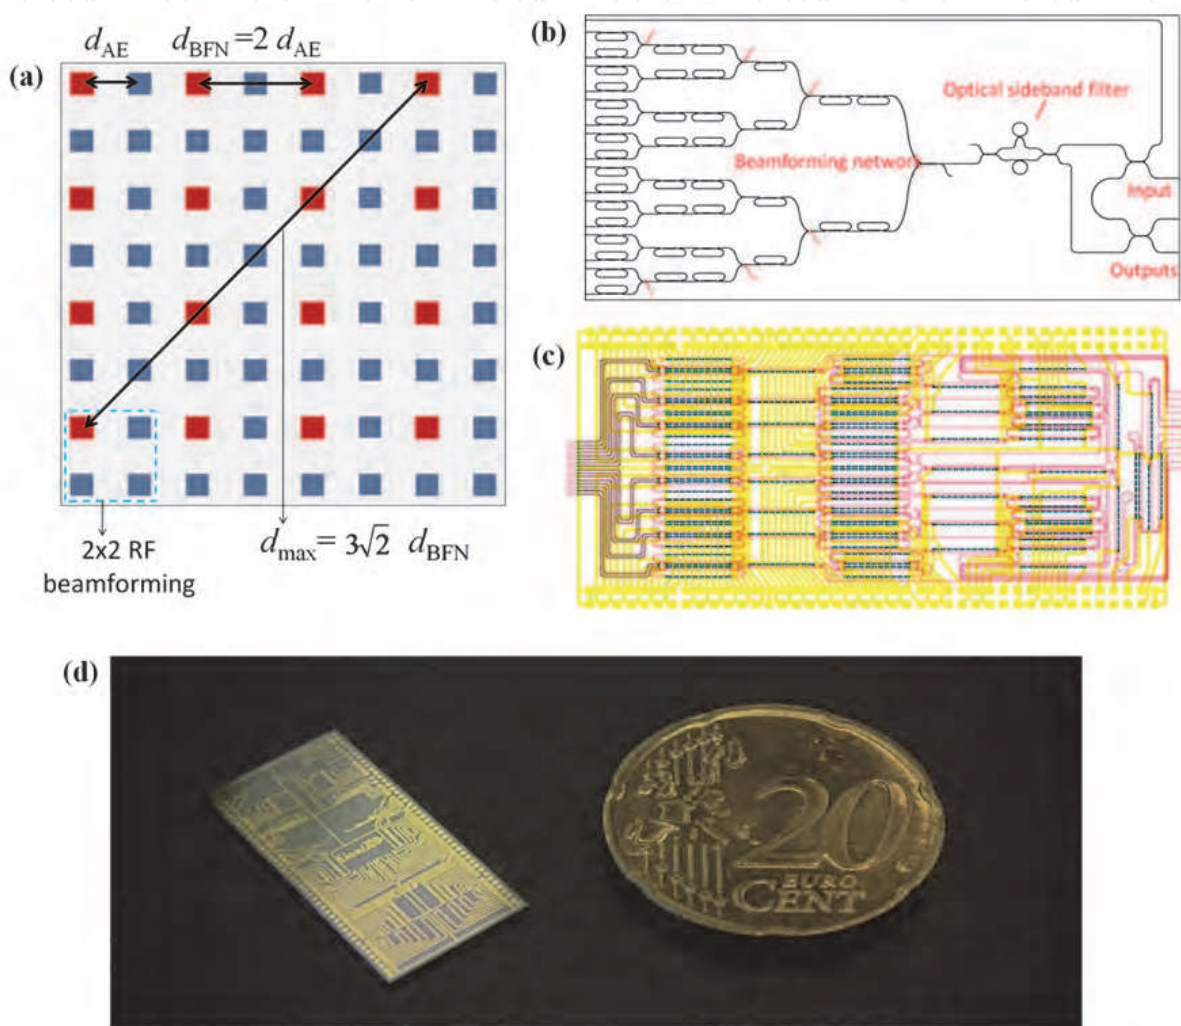 d_AE d_BFN = 2 d_AE
(a)
2x2 RF
beamforming
d_max = 3√2 d_BFN
(b)
Optical sideband filter
Beamforming network
Input
Outputs
(c)
(d)
20
EURO
CENT